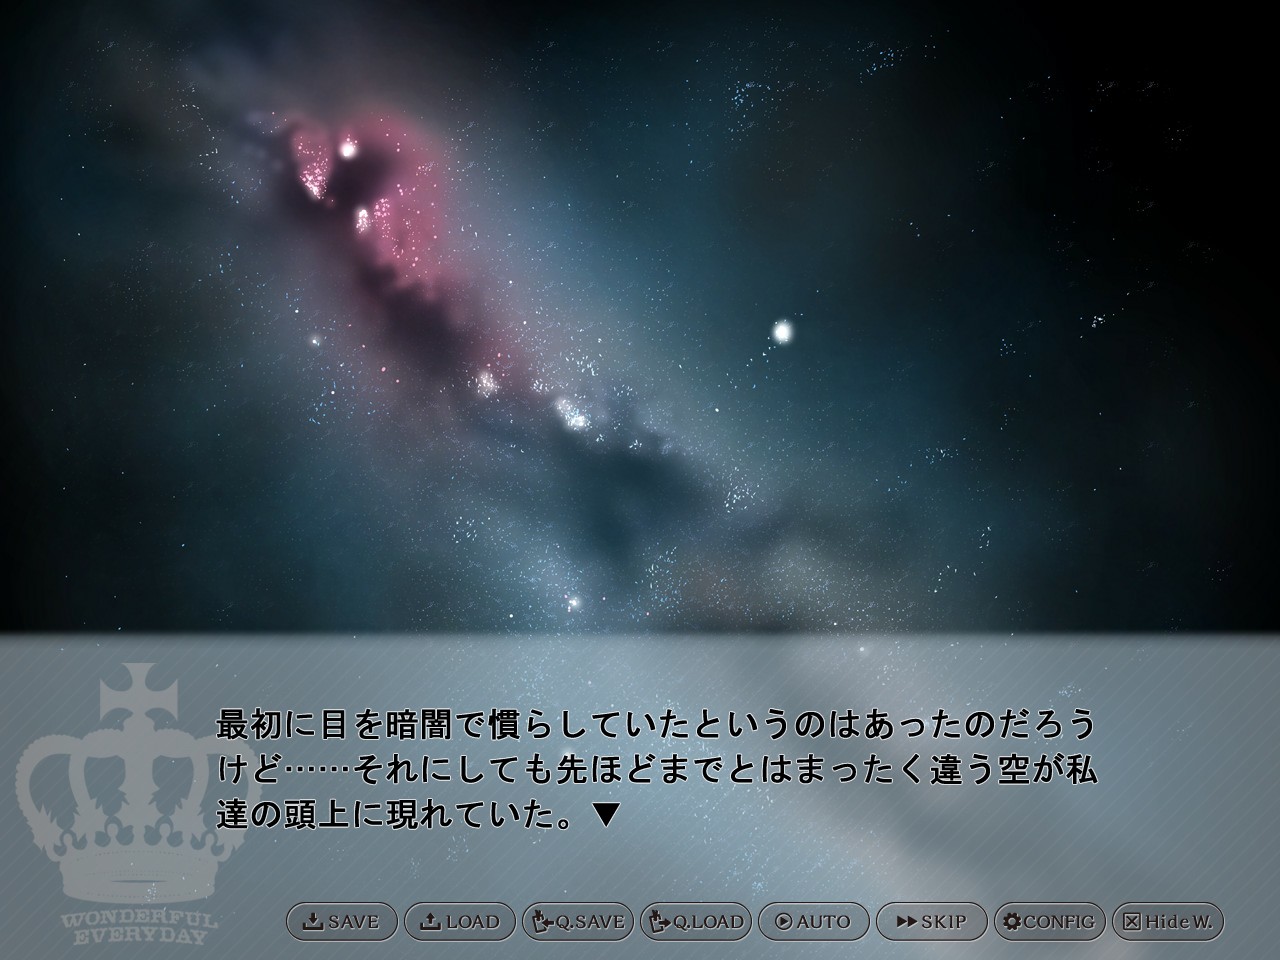 最初に目を暗闇で慣らしていたというのはあったのだろう
けど……それにしても先ほどまでとはまったく違う空が私
達の頭上に現れていた。▼
WONDERFUL
EVERYDAY
SAVE LOAD Q.SAVE Q.LOAD AUTO SKIP CONFIG Hide W.